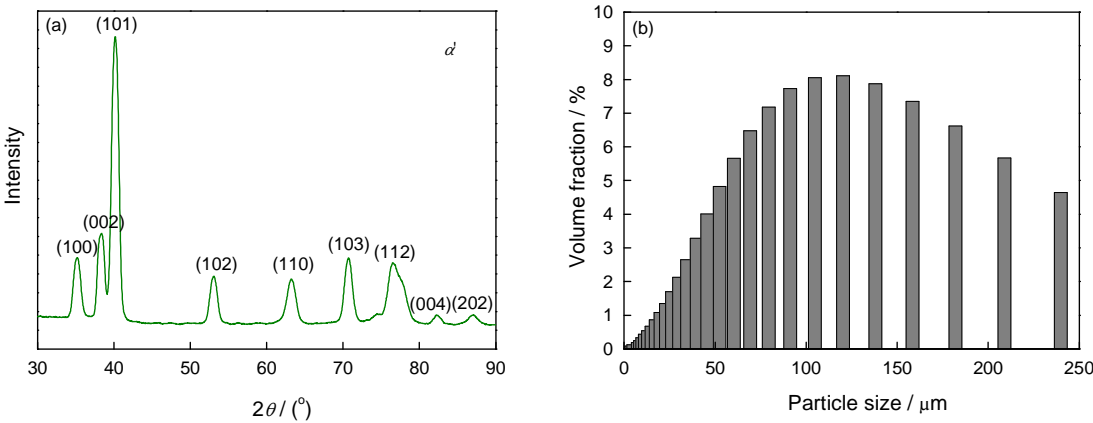 (a)
(101)
α'
(100)
(002)
(102)
(110)
(103)
(112)
(004)
(202)
Intensity
30 40 50 60 70 80 90
2θ / (°)
(b)
10
9
8
7
6
5
4
3
2
1
0
Volume fraction / %
0 50 100 150 200 250
Particle size / μm